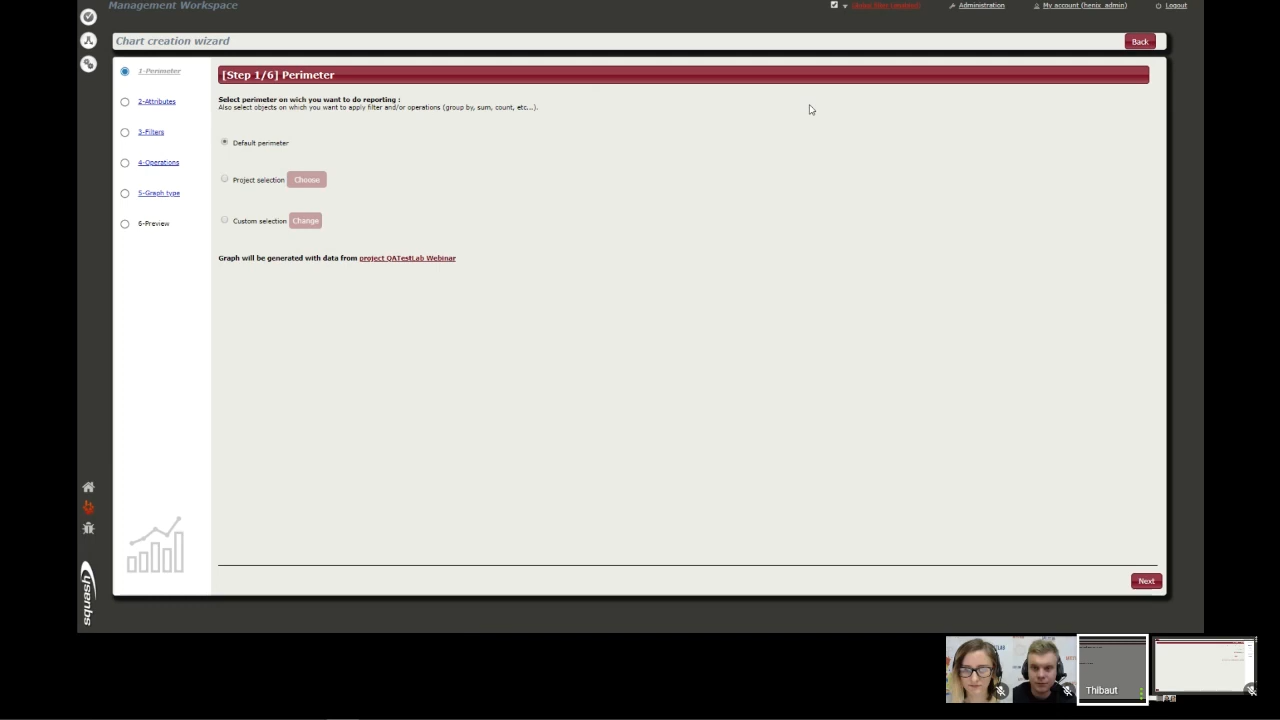 Management Workspace
Administration
My account (henix_admin)
Logout
Chart creation wizard
Back
1-Perimeter
[Step 1/6] Perimeter
Select perimeter on wich you want to do reporting :
Also select objects on which you want to apply filter and/or operations (group by, sum, count, etc...).
2-Attributes
3-Filters
Default perimeter
4-Operations
Project selection
Choose
5-Graph type
Custom selection
Change
6-Preview
Graph will be generated with data from project QATestLab Webinar
squash
Next
Thibaut